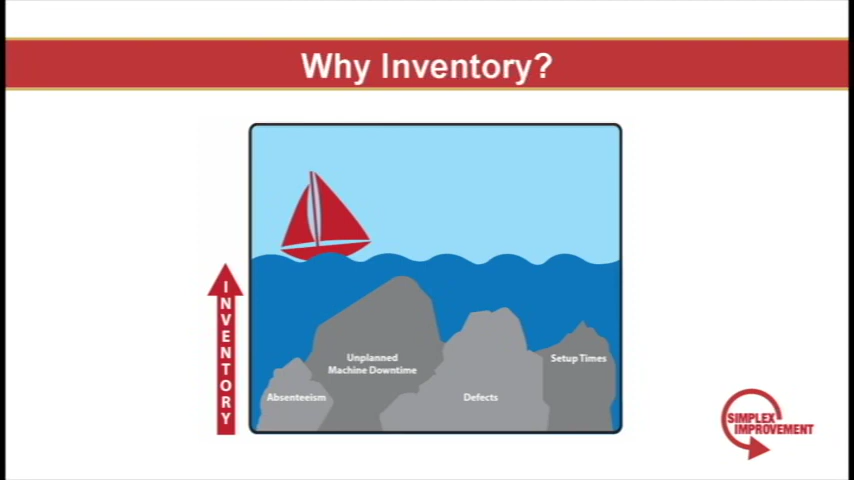 Why Inventory?
INVENTORY
Unplanned
Machine Downtime
Setup Times
Absenteeism
Defects
SIMPLEX
IMPROVEMENT